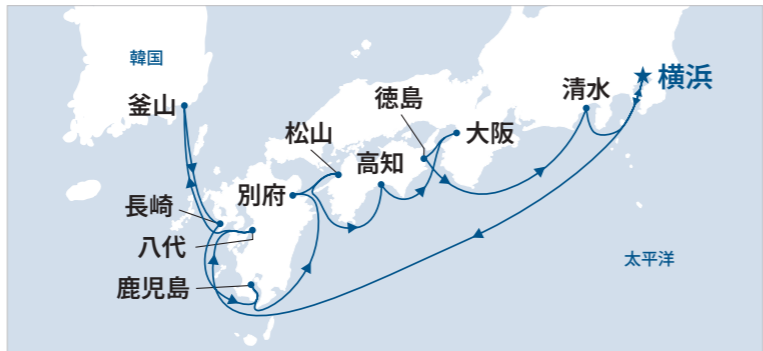 韓国
釜山
横浜
清水
徳島
大阪
松山
高知
別府
長崎
八代
鹿児島
太平洋